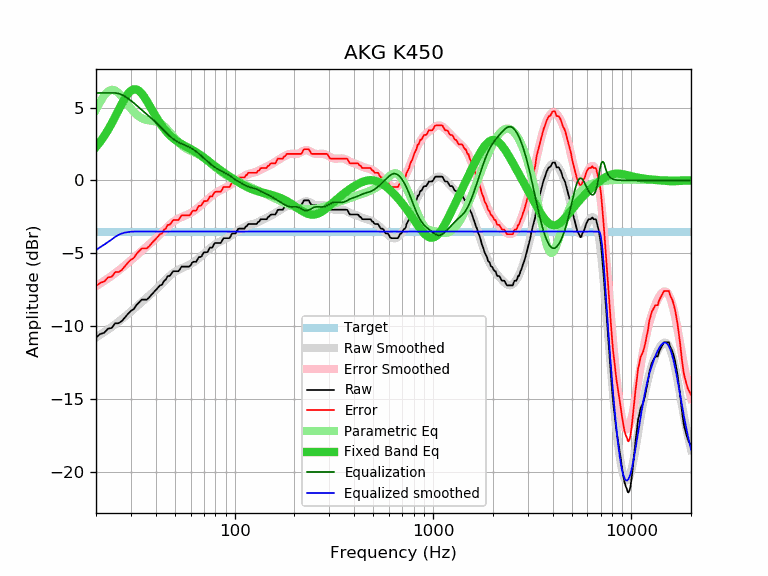 AKG K450
Amplitude (dBr)
5
0
−5
−10
−15
−20
Target
Raw Smoothed
Error Smoothed
Raw
Error
Parametric Eq
Fixed Band Eq
Equalization
Equalized smoothed
100
1000
10000
Frequency (Hz)